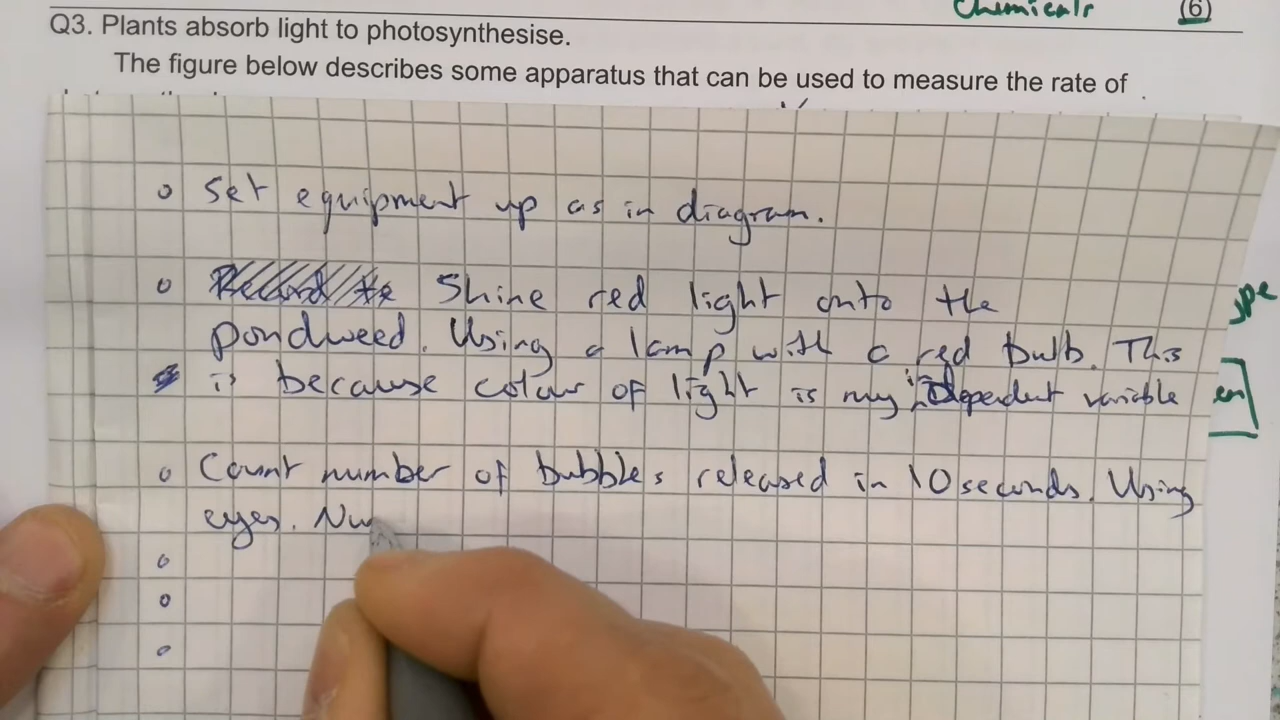 Chemicals (6)
Q3. Plants absorb light to photosynthesise.
The figure below describes some apparatus that can be used to measure the rate of
Set equipment up as in diagram.
Shine red light onto the
pondweed. Using a lamp with a red bulb. This
is because colour of light is my independent variable
Count number of bubbles released in 10 seconds. Using
eyes. Nu